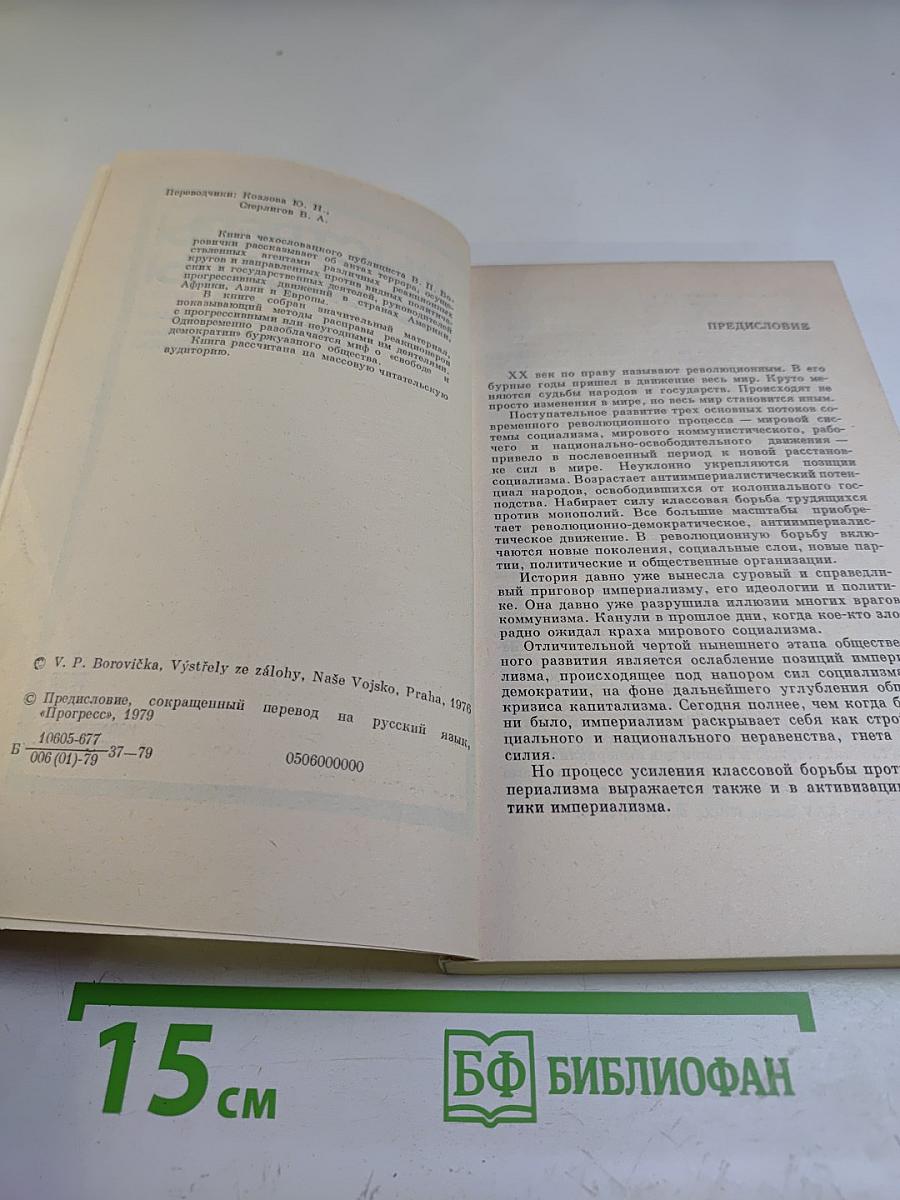 Переводчики: Козлова Ю. Н.,
Стерлигов В. А.
Книга чехословацкого публициста В. П. Бо-
ровички рассказывает об актах террора, осуще-
ствленных агентами различных реакционных
кругов и направленных против видных политиче-
ских и государственных деятелей, руководителей
прогрессивных движений в странах Америки,
Африки, Азии и Европы.
В книге собран значительный материал,
показывающий методы расправы реакционеров
с прогрессивными или неугодными им деятелями.
Одновременно разоблачается миф о «свободе и
демократии» буржуазного общества.
Книга рассчитана на массовую читательскую
аудиторию.
© V. P. Borovička, Výstřely ze zálohy, Naše Vojsko, Praha, 1976
© Предисловие, сокращенный перевод на русский язык,
«Прогресс», 1979
Б 10605-677
006 (01)-79 37—79 0506000000
ПРЕДИСЛОВИЕ
XX век по праву называют революционным. В его
бурные годы пришел в движение весь мир. Круто ме-
няются судьбы народов и государств. Происходят не
просто изменения в мире, но весь мир становится иным.
Поступательное развитие трех основных потоков со-
временного революционного процесса — мировой сис-
темы социализма, мирового коммунистического, рабо-
чего и национально-освободительного движения —
привело в послевоенный период к новой расстанов-
ке сил в мире. Неуклонно укрепляются позиции
социализма. Возрастает антиимпериалистический потен-
циал народов, освободившихся от колониального гос-
подства. Набирает силу классовая борьба трудящихся
против монополий. Все большие масштабы приобре-
тает революционно-демократическое, антиимпериалис-
тическое движение. В революционную борьбу вклю-
чаются новые поколения, социальные слои, новые пар-
тии, политические и общественные организации.
История давно уже вынесла суровый и справедли-
вый приговор империализму, его идеологии и полити-
ке. Она давно уже разрушила иллюзии многих врагов
коммунизма. Канули в прошлое дни, когда кое-кто зло-
радно ожидал краха мирового социализма.
Отличительной чертой нынешнего этапа обществе
ного развития является ослабление позиций импери
лизма, происходящее под напором сил социализма
демократии, на фоне дальнейшего углубления общ
кризиса капитализма. Сегодня полнее, чем когда б
ни было, империализм раскрывает себя как стро
циального и национального неравенства, гнета
силия.
Но процесс усиления классовой борьбы проти
периализма выражается также и в активизаци
тики империализма.
15 см
БФ БИБЛИОФАН